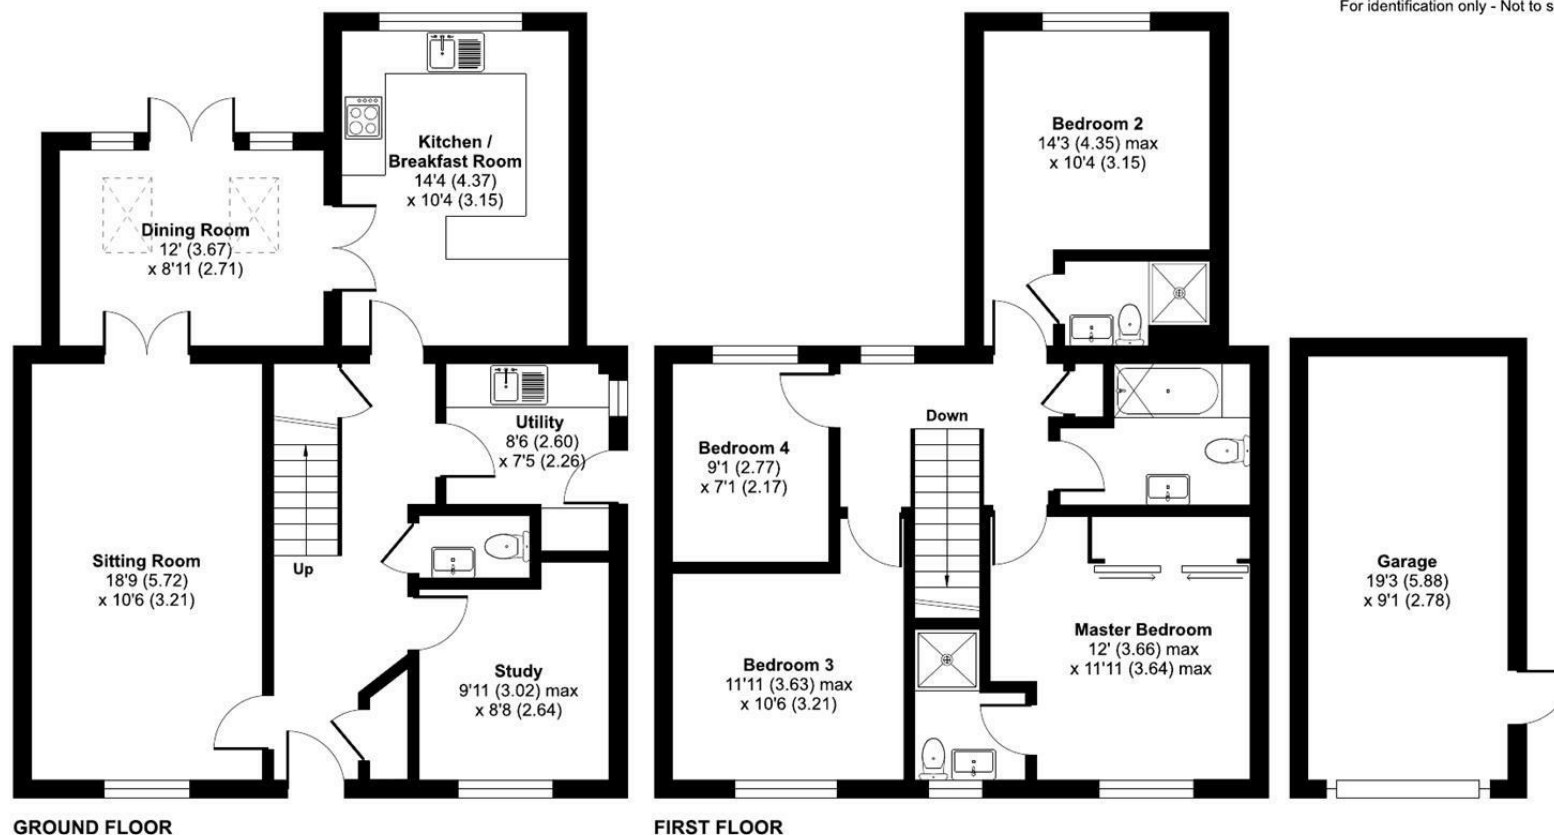 For identification only - Not to s
Kitchen /
Breakfast Room
14'4 (4.37)
x 10'4 (3.15)
Dining Room
12' (3.67)
x 8'11 (2.71)
Utility
8'6 (2.60)
x 7'5 (2.26)
Sitting Room
18'9 (5.72)
x 10'6 (3.21)
Up
Study
9'11 (3.02) max
x 8'8 (2.64)
GROUND FLOOR
Bedroom 2
14'3 (4.35) max
x 10'4 (3.15)
Down
Bedroom 4
9'1 (2.77)
x 7'1 (2.17)
Bedroom 3
11'11 (3.63) max
x 10'6 (3.21)
Master Bedroom
12' (3.66) max
x 11'11 (3.64) max
FIRST FLOOR
Garage
19'3 (5.88)
x 9'1 (2.78)